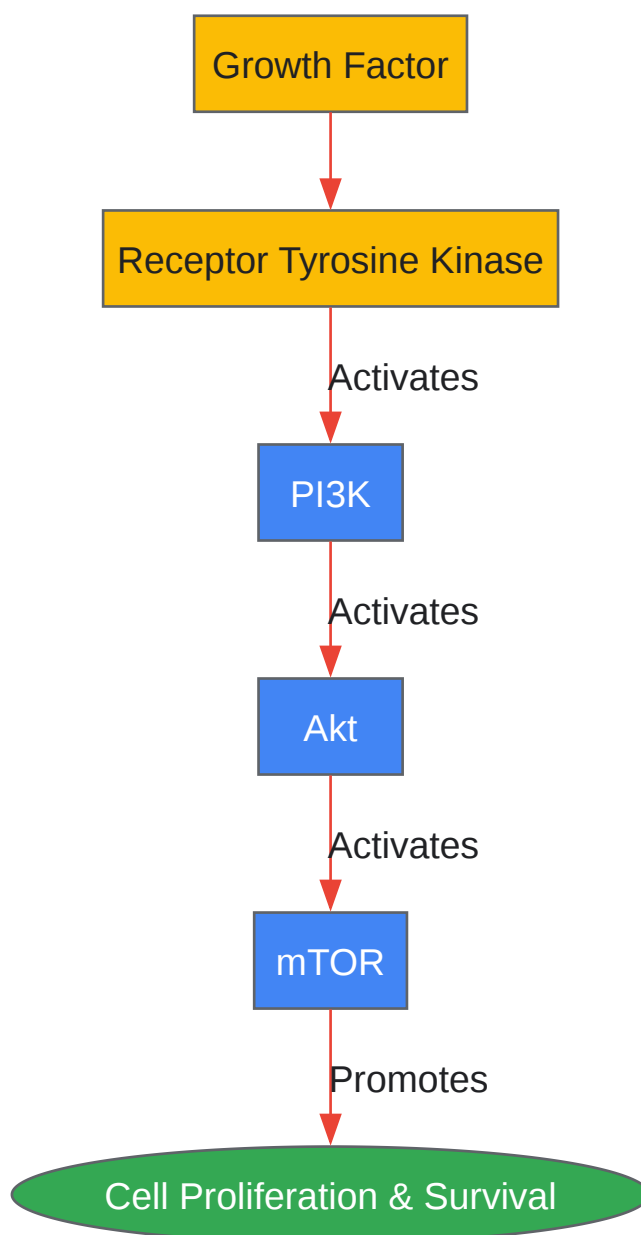 Growth Factor
Receptor Tyrosine Kinase
Activates
PI3K
Activates
Akt
Activates
mTOR
Promotes
Cell Proliferation & Survival